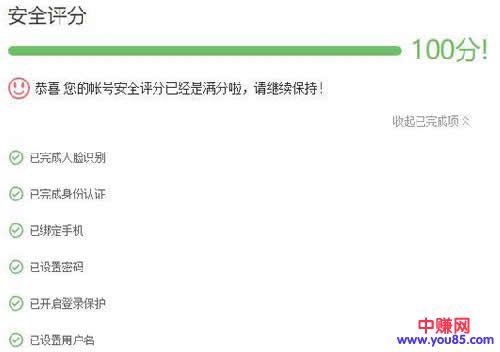 安全评分
100分!
恭喜 您的帐号安全评分已经是满分啦，请继续保持！
收起已完成项
已完成人脸识别
已完成身份认证
已绑定手机
已设置密码
已开启登录保护
已设置用户名
中赚网
www.you85.com